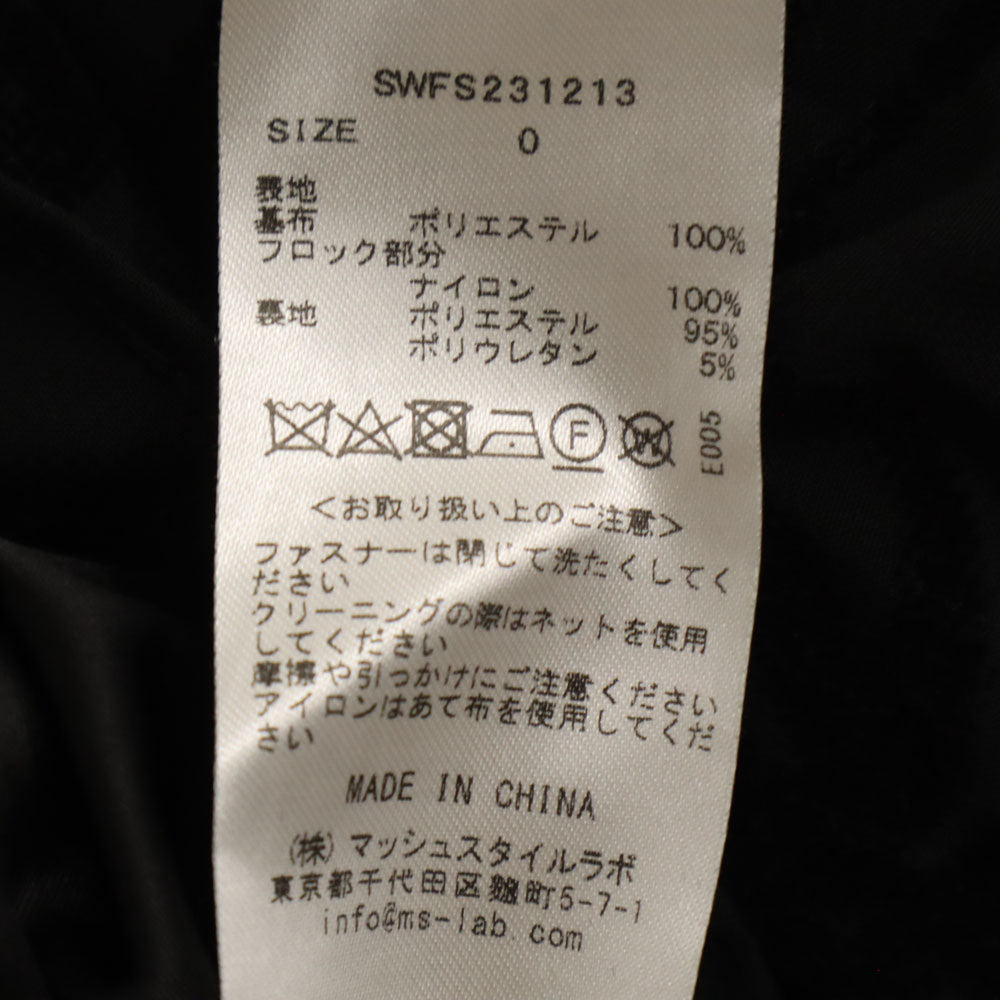 SWFS231213
SIZE 0
表地
基布 ポリエステル 100%
フロック部分
ナイロン 100%
裏地 ポリエステル 95%
ポリウレタン 5%
F W E005
<お取り扱い上のご注意>
ファスナーは閉じて洗たくしてく
ださい
クリーニングの際はネットを使用
してください
摩擦や引っかけにご注意ください
アイロンはあて布を使用してくだ
さい
MADE IN CHINA
(株)マッシュスタイルラボ
東京都千代田区麹町5-7-1
info@ms-lab.com